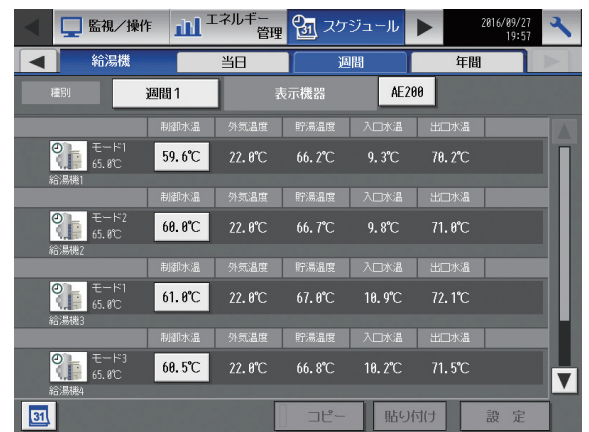 監視/操作 エネルギー管理 スケジュール 2016/09/27 19:57
給湯機 当日 週間 年間
種別 週間1 表示機器 AE200
制御水温 外気温度 貯湯温度 入口水温 出口水温
モード1 65.0℃ 59.6℃ 22.0℃ 66.2℃ 9.3℃ 70.2℃
給湯機1
制御水温 外気温度 貯湯温度 入口水温 出口水温
モード2 65.0℃ 60.0℃ 22.0℃ 66.7℃ 9.8℃ 71.0℃
給湯機2
制御水温 外気温度 貯湯温度 入口水温 出口水温
モード1 65.0℃ 61.0℃ 22.0℃ 67.0℃ 10.9℃ 72.1℃
給湯機3
制御水温 外気温度 貯湯温度 入口水温 出口水温
モード3 65.0℃ 60.5℃ 22.0℃ 66.8℃ 10.2℃ 71.5℃
給湯機4
31 コピー 貼り付け 設 定